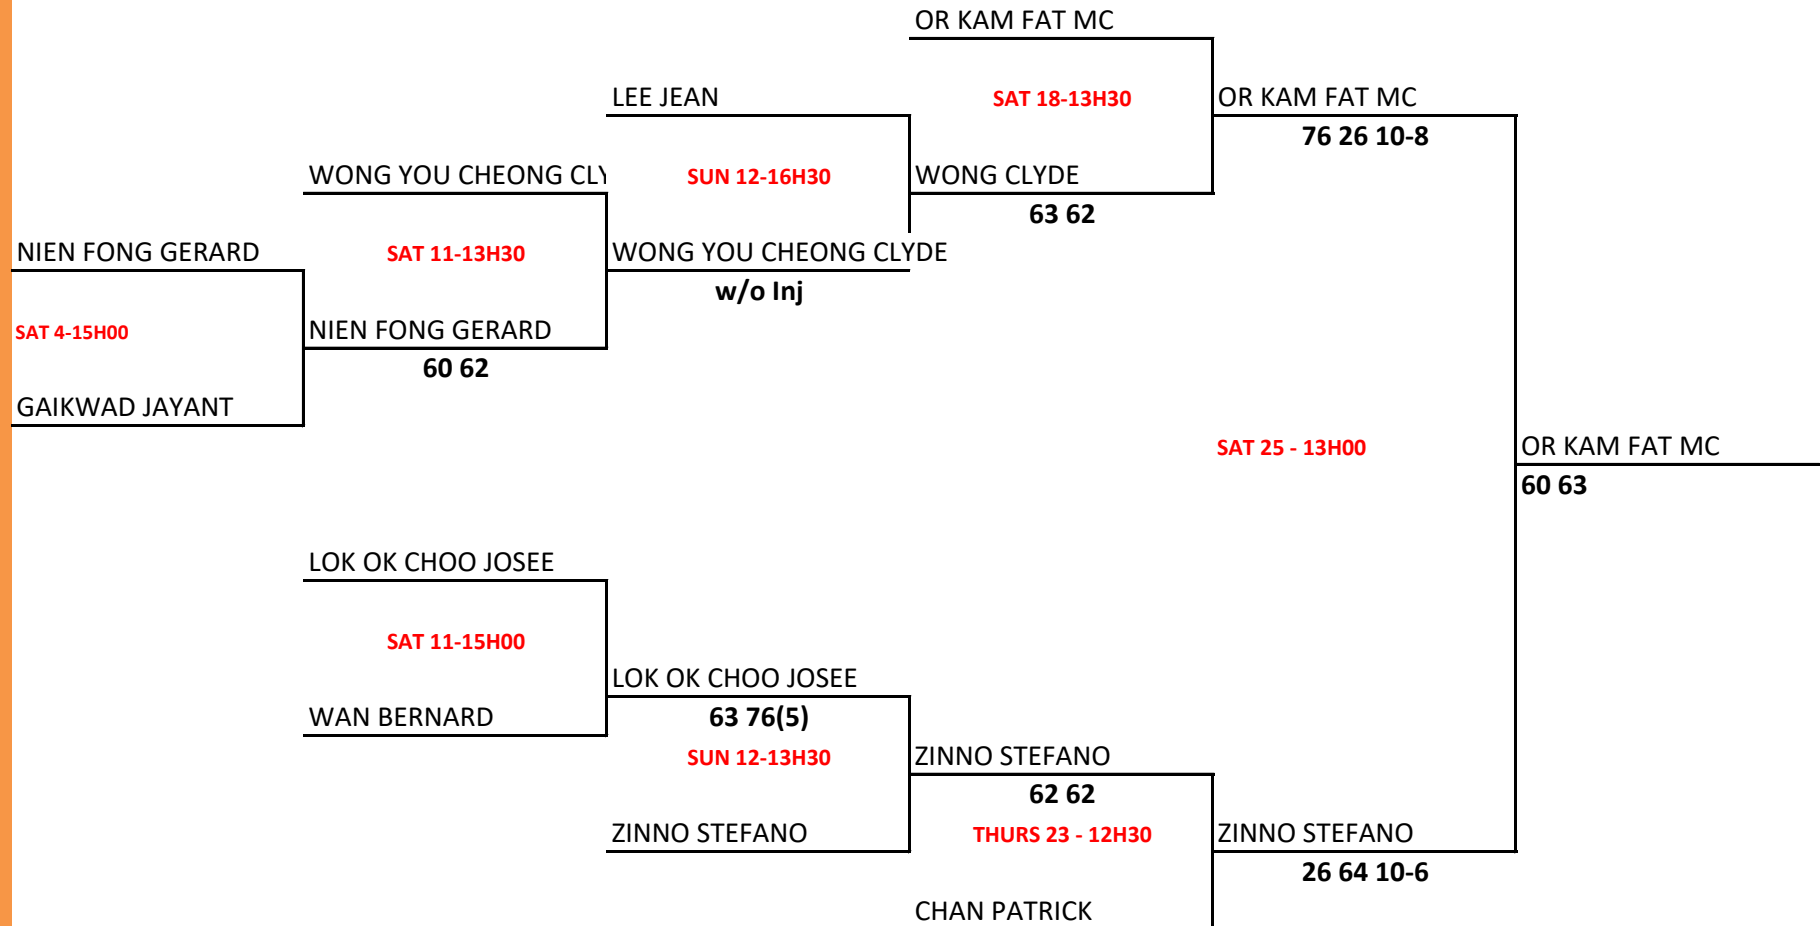 OR KAM FAT MC
LEE JEAN
SAT 18-13H30
OR KAM FAT MC
76 26 10-8
WONG YOU CHEONG CLY
SUN 12-16H30
WONG CLYDE
63 62
NIEN FONG GERARD
SAT 11-13H30
WONG YOU CHEONG CLYDE
w/o Inj
SAT 4-15H00
NIEN FONG GERARD
60 62
GAIKWAD JAYANT
SAT 25 - 13H00
OR KAM FAT MC
60 63
LOK OK CHOO JOSEE
SAT 11-15H00
LOK OK CHOO JOSEE
WAN BERNARD
63 76(5)
SUN 12-13H30
ZINNO STEFANO
62 62
ZINNO STEFANO
THURS 23 - 12H30
ZINNO STEFANO
26 64 10-6
CHAN PATRICK